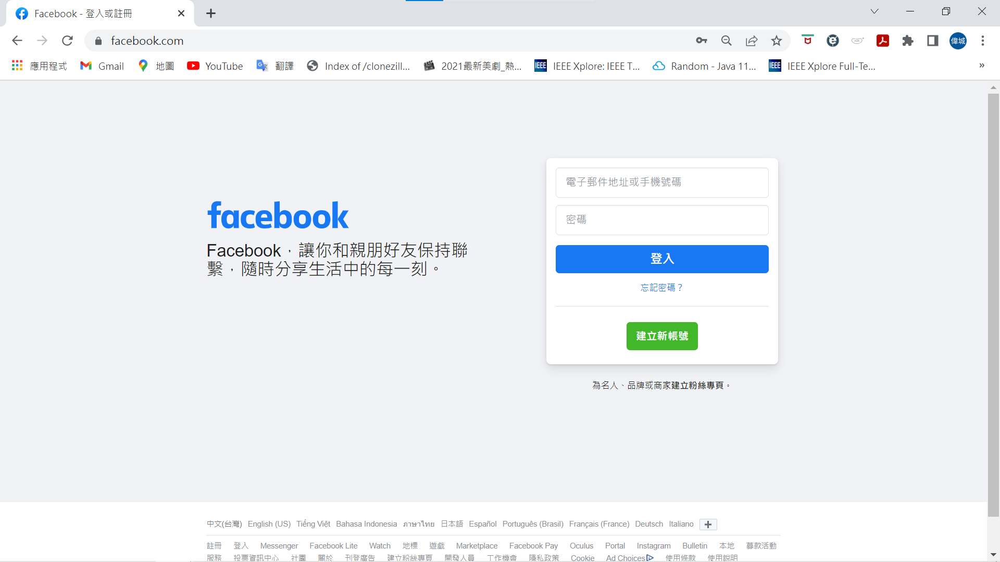 Facebook - 登入或註冊
facebook.com
偉城
應用程式 Gmail 地圖 YouTube 翻譯 Index of /clonezill... 2021最新美劇_熱... IEEE IEEE Xplore: IEEE T... Random - Java 11... IEEE IEEE Xplore Full-Te... »
facebook
Facebook，讓你和親朋好友保持聯
繫，隨時分享生活中的每一刻。
電子郵件地址或手機號碼
密碼
登入
忘記密碼？
建立新帳號
為名人、品牌或商家建立粉絲專頁。
中文(台灣) English (US) Tiếng Việt Bahasa Indonesia ภาษาไทย 日本語 Español Português (Brasil) Français (France) Deutsch Italiano
註冊 登入 Messenger Facebook Lite Watch 地標 遊戲 Marketplace Facebook Pay Oculus Portal Instagram Bulletin 本地 募款活動
服務 投票資訊中心 社團 關於 刊登廣告 建立粉絲專頁 開發人員 工作機會 隱私政策 Cookie Ad Choices 使用條款 使用說明